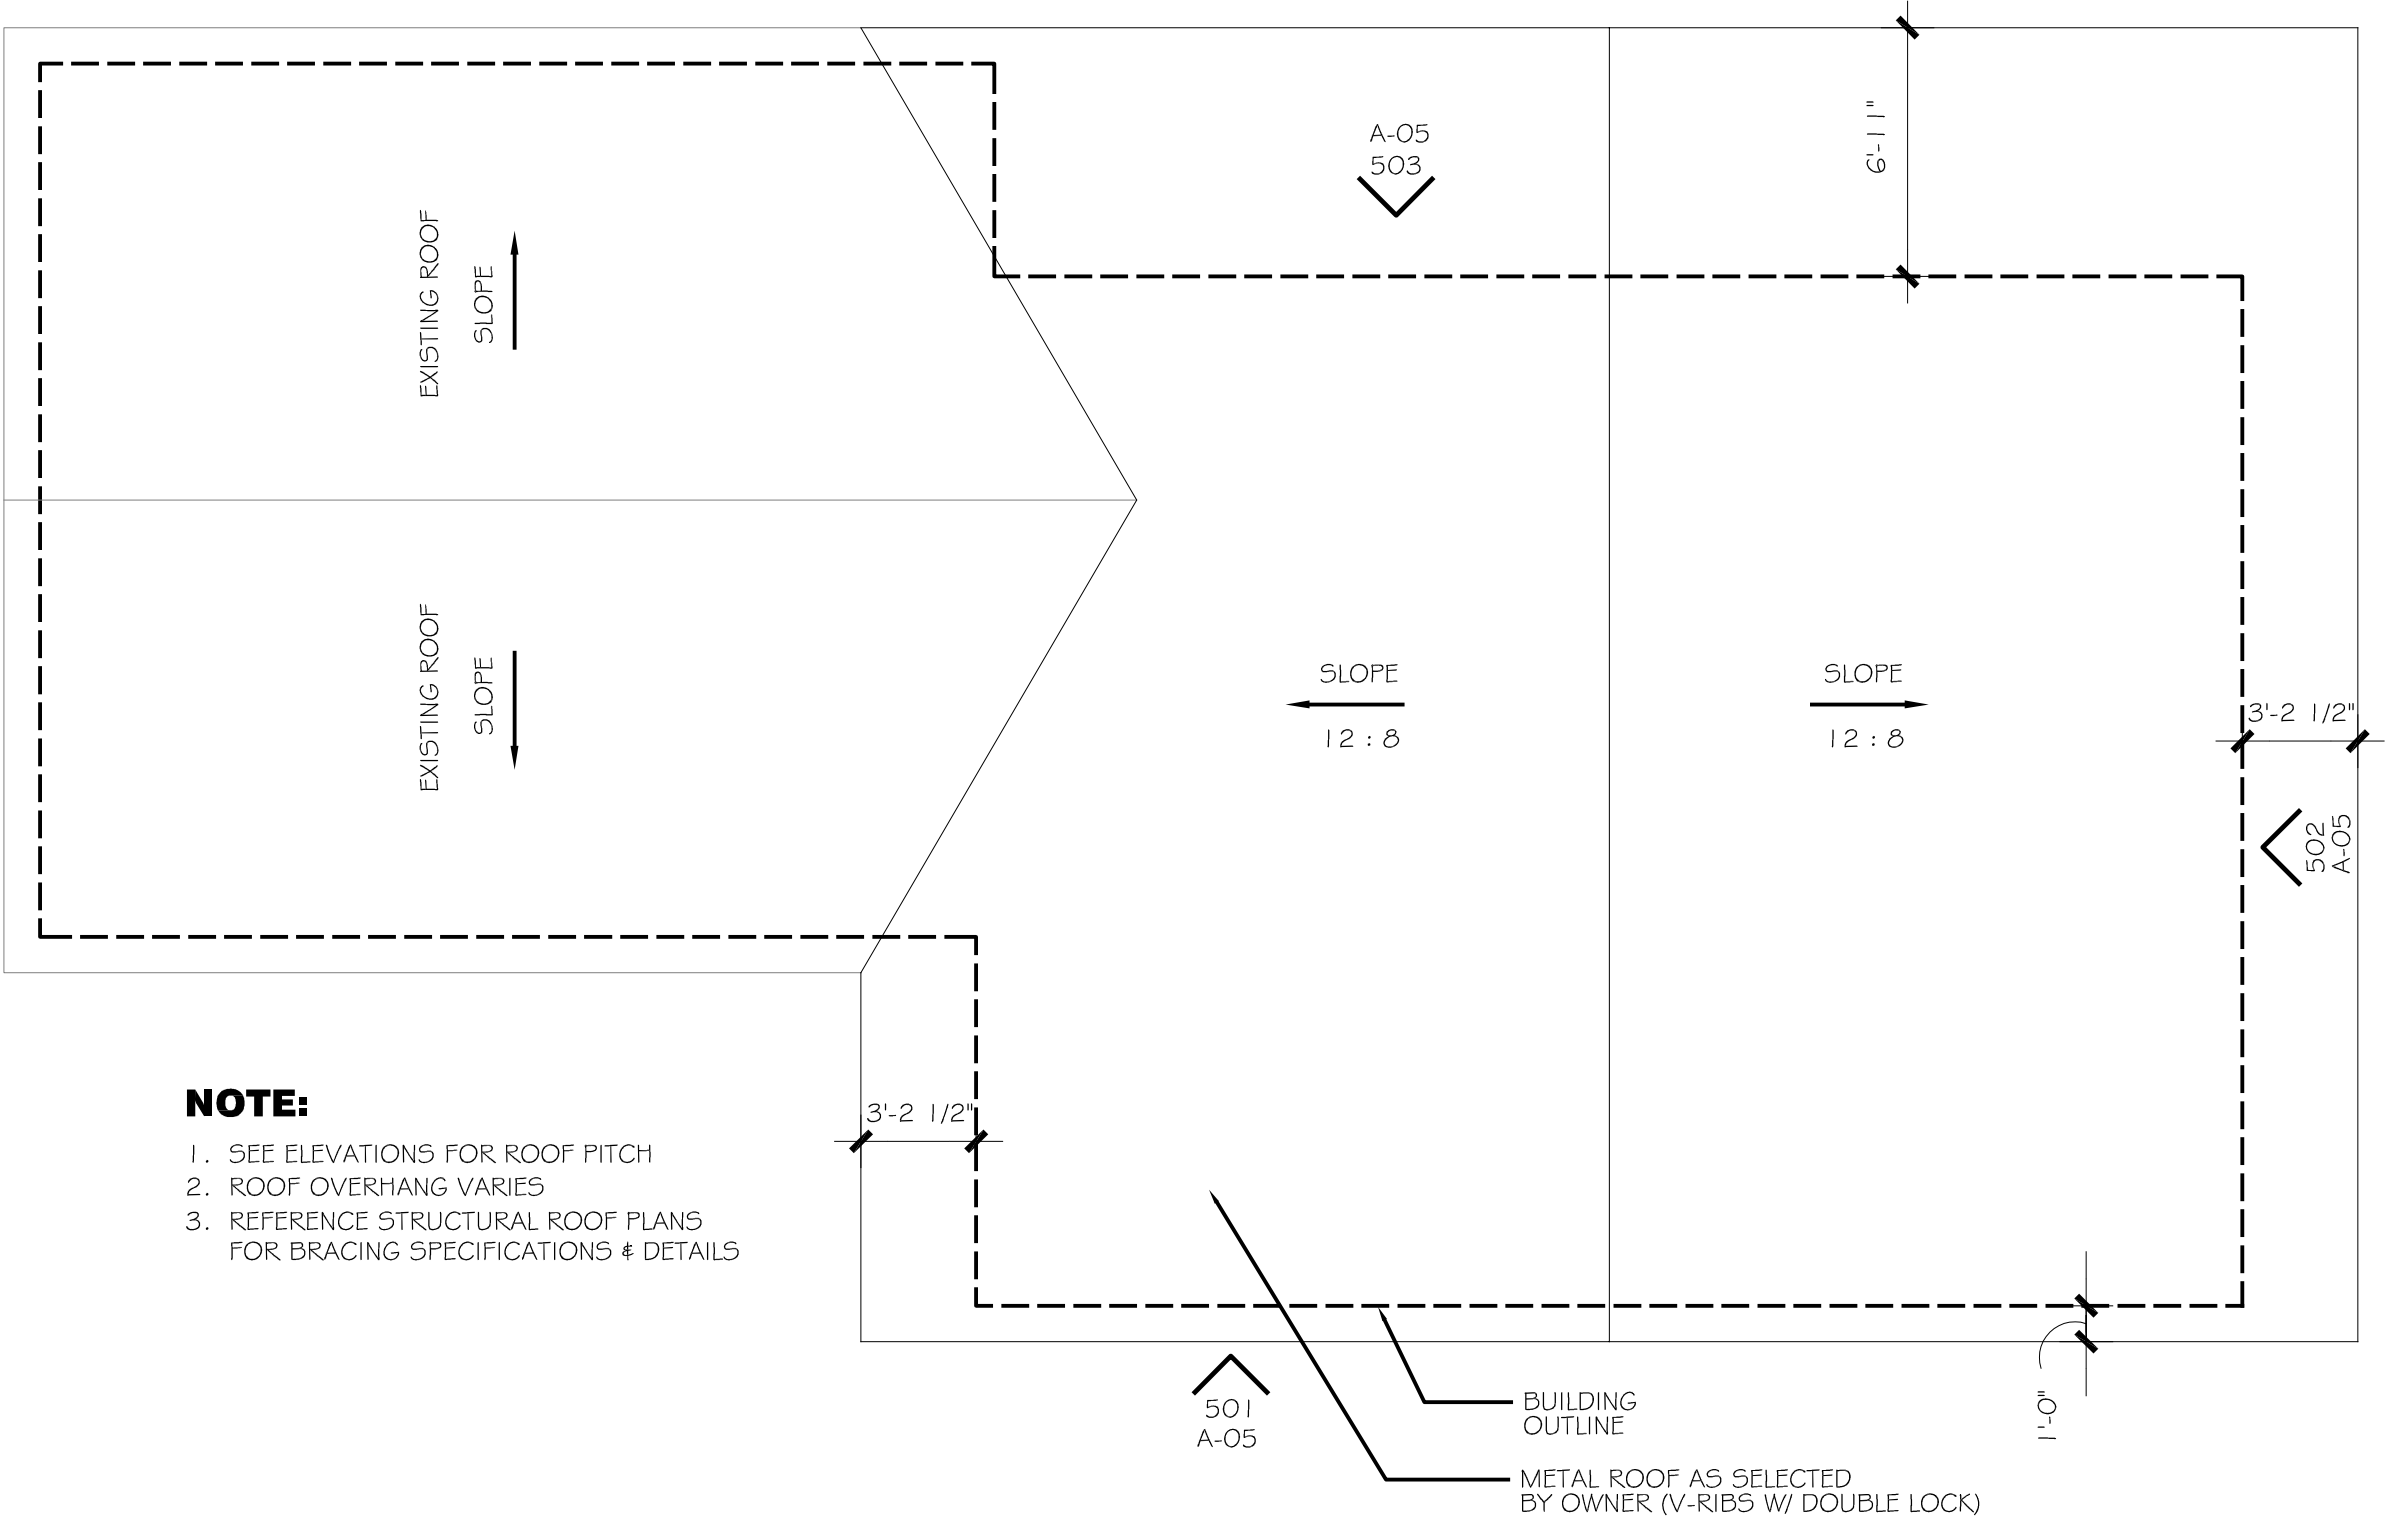 6'-11"
A-05
503
EXISTING ROOF
SLOPE
EXISTING ROOF
SLOPE
SLOPE
12 : 8
SLOPE
12 : 8
3'-2 1/2"
502
A-05
NOTE:
1. SEE ELEVATIONS FOR ROOF PITCH
2. ROOF OVERHANG VARIES
3. REFERENCE STRUCTURAL ROOF PLANS
FOR BRACING SPECIFICATIONS & DETAILS
3'-2 1/2"
501
A-05
BUILDING
OUTLINE
1'-0"
METAL ROOF AS SELECTED
BY OWNER (V-RIBS W/ DOUBLE LOCK)